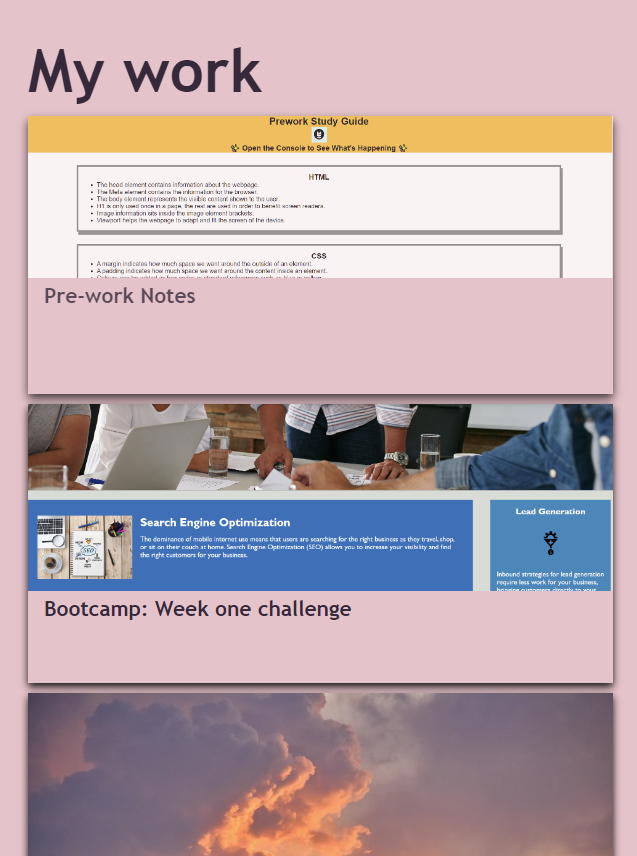 My work
Prework Study Guide
Open the Console to See What's Happening
HTML
The head element contains information about the webpage.
The Meta element contains the information for the browser.
The body element represents the visible content shown to the user.
H1 is only used once in a page, the rest are used in order to benefit screen readers.
Image information sits inside the image element brackets.
Viewport helps the webpage to adapt and fit the screen of the device.
CSS
A margin indicates how much space we want around the outside of an element.
A padding indicates how much space we want around the content inside an element.
Pre-work Notes
SEO
Search Engine Optimization
The dominance of mobile internet use means that users are searching for the right business as they travel, shop,
or sit on their couch at home. Search Engine Optimization (SEO) allows you to increase your visibility and find
the right customers for your business.
Lead Generation
Inbound strategies for lead generation
require less work for your business,
bringing customers directly to your
Bootcamp: Week one challenge